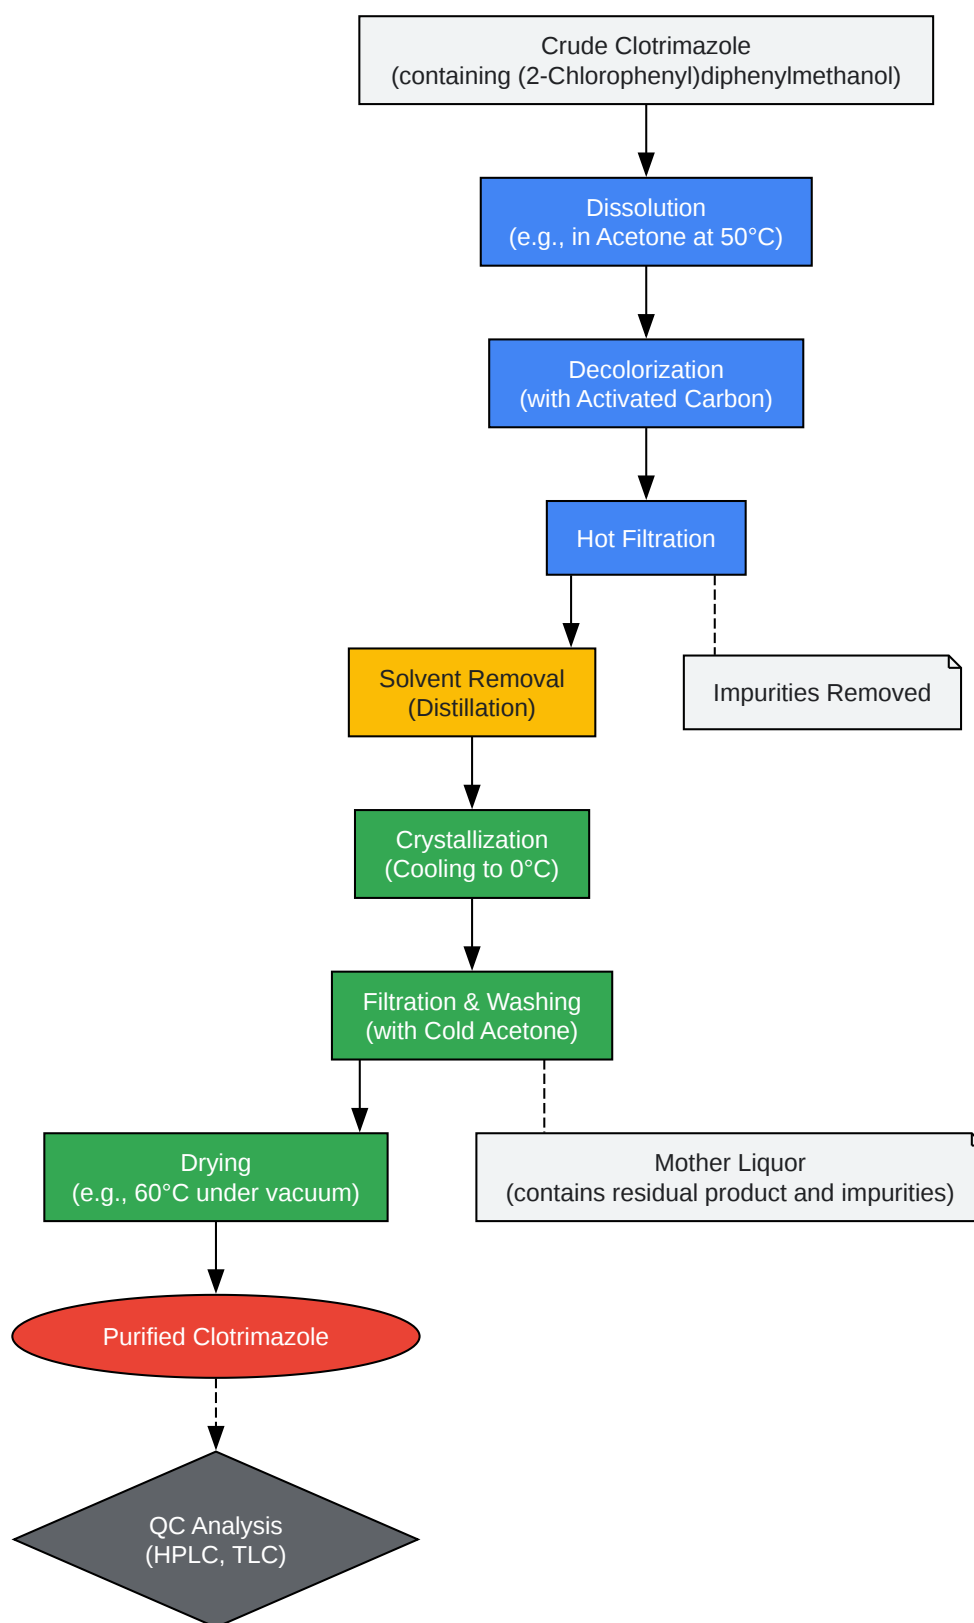 Crude Clotrimazole
(containing (2-Chlorophenyl)diphenylmethanol)
Dissolution
(e.g., in Acetone at 50°C)
Decolorization
(with Activated Carbon)
Hot Filtration
Solvent Removal
(Distillation)
Impurities Removed
Crystallization
(Cooling to 0°C)
Filtration & Washing
(with Cold Acetone)
Drying
(e.g., 60°C under vacuum)
Mother Liquor
(contains residual product and impurities)
Purified Clotrimazole
QC Analysis
(HPLC, TLC)